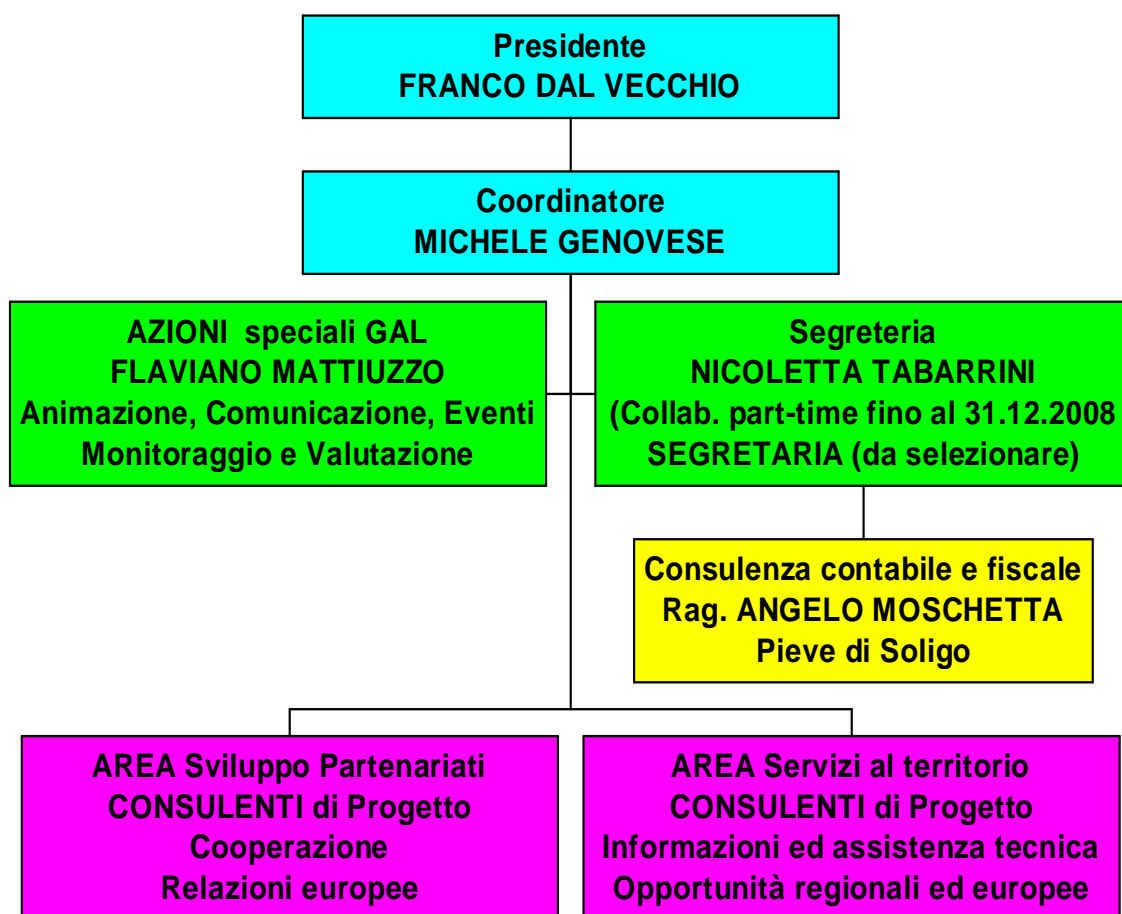 Presidente
FRANCO DAL VECCHIO
Coordinatore
MICHELE GENOVESE
AZIONI  speciali GAL
FLAVIANO MATTIUZZO
Animazione, Comunicazione, Eventi
Monitoraggio e Valutazione
Segreteria
NICOLETTA TABARRINI
(Collab. part-time fino al 31.12.2008
SEGRETARIA (da selezionare)
Consulenza contabile e fiscale
Rag. ANGELO MOSCHETTA
Pieve di Soligo
AREA Sviluppo Partenariati
CONSULENTI di Progetto
Cooperazione
Relazioni europee
AREA Servizi al territorio
CONSULENTI di Progetto
Informazioni ed assistenza tecnica
Opportunità regionali ed europee